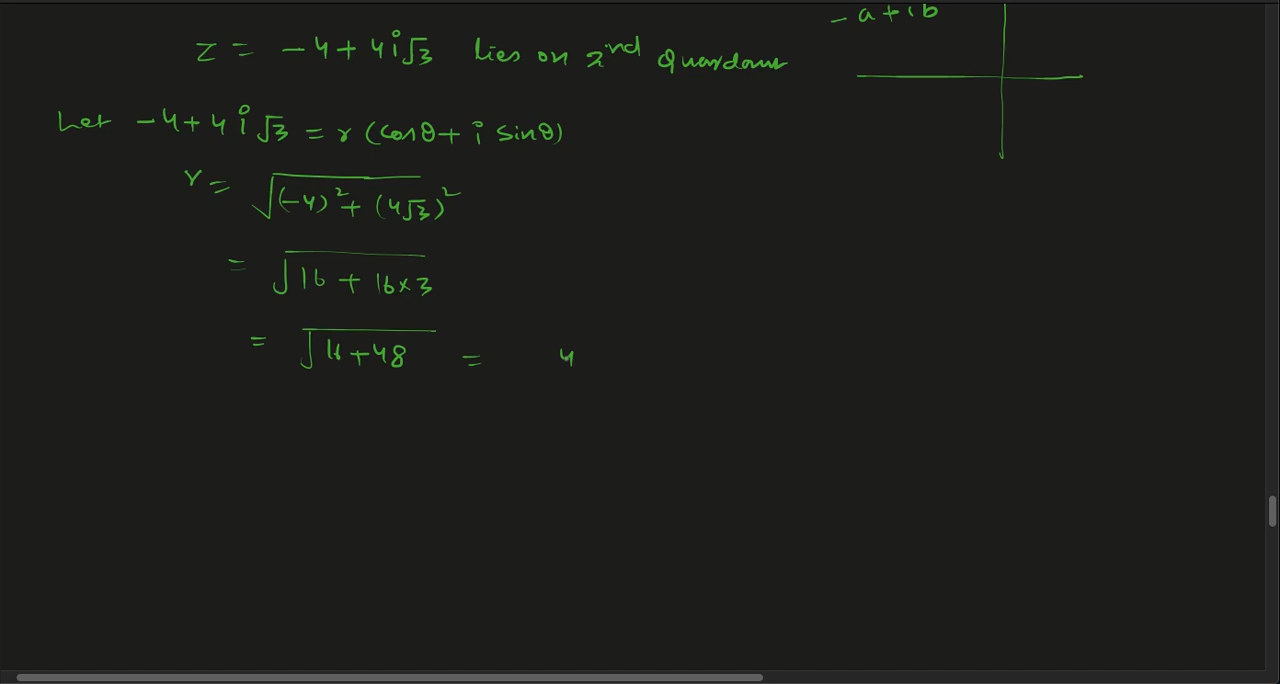 -a+ib
z = -4+4i√3 lies on 2nd Quardant
Let -4+4i√3 = r (cosθ+ i sinθ)
r = √(-4)²+ (4√3)²
= √16 + 16×3
= √16+48 = 4